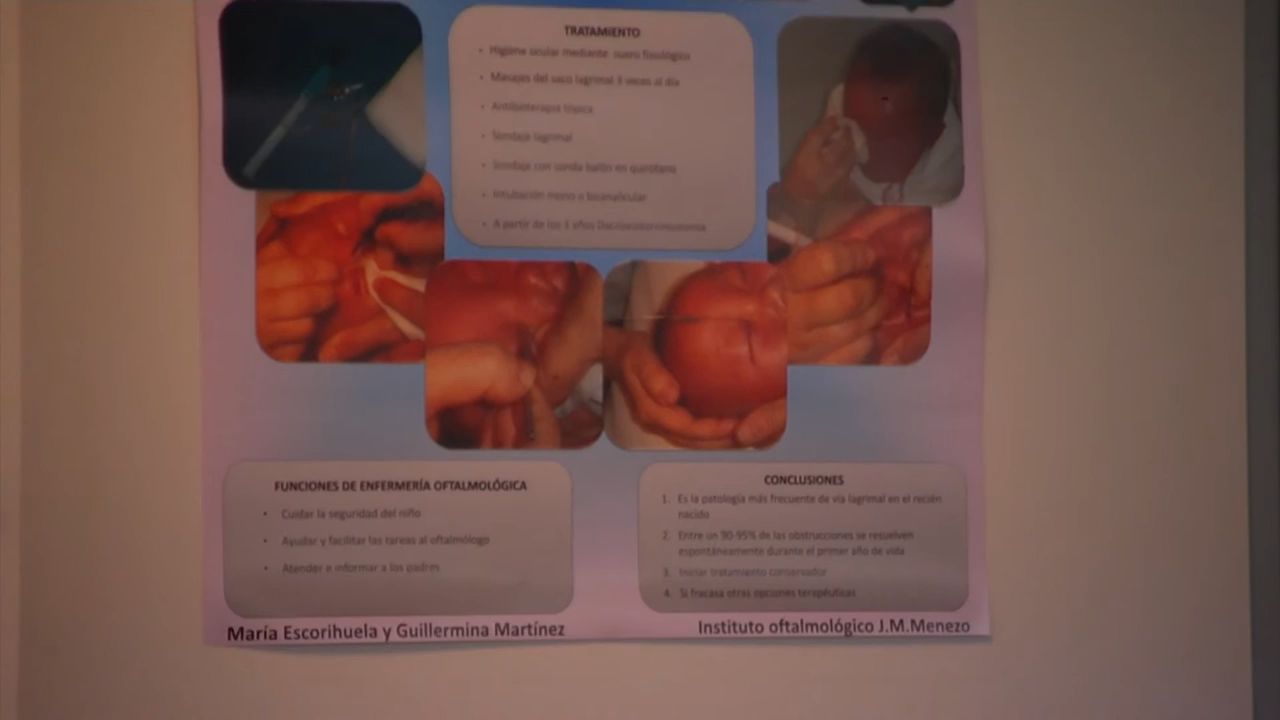 TRATAMIENTO
• Higiene ocular mediante suero fisiológico
• Masajes del saco lagrimal 3 veces al día
• Antibioterapia tópica
• Sondaje lagrimal
• Sondaje con sonda balón en quirófano
• Intubación mono o bicanalicular
• A partir de los 3 años Dacriocistorrinostomía
FUNCIONES DE ENFERMERÍA OFTALMOLÓGICA
• Cuidar la seguridad del niño
• Ayudar y facilitar las tareas al oftalmólogo
• Atender e informar a los padres
CONCLUSIONES
1. Es la patología más frecuente de vía lagrimal en el recién
nacido
2. Entre un 90-95% de las obstrucciones se resuelven
espontáneamente durante el primer año de vida
3. Iniciar tratamiento conservador
4. Si fracasa otras opciones terapéuticas
María Escorihuela y Guillermina Martínez
Instituto oftalmológico J.M.Menezo